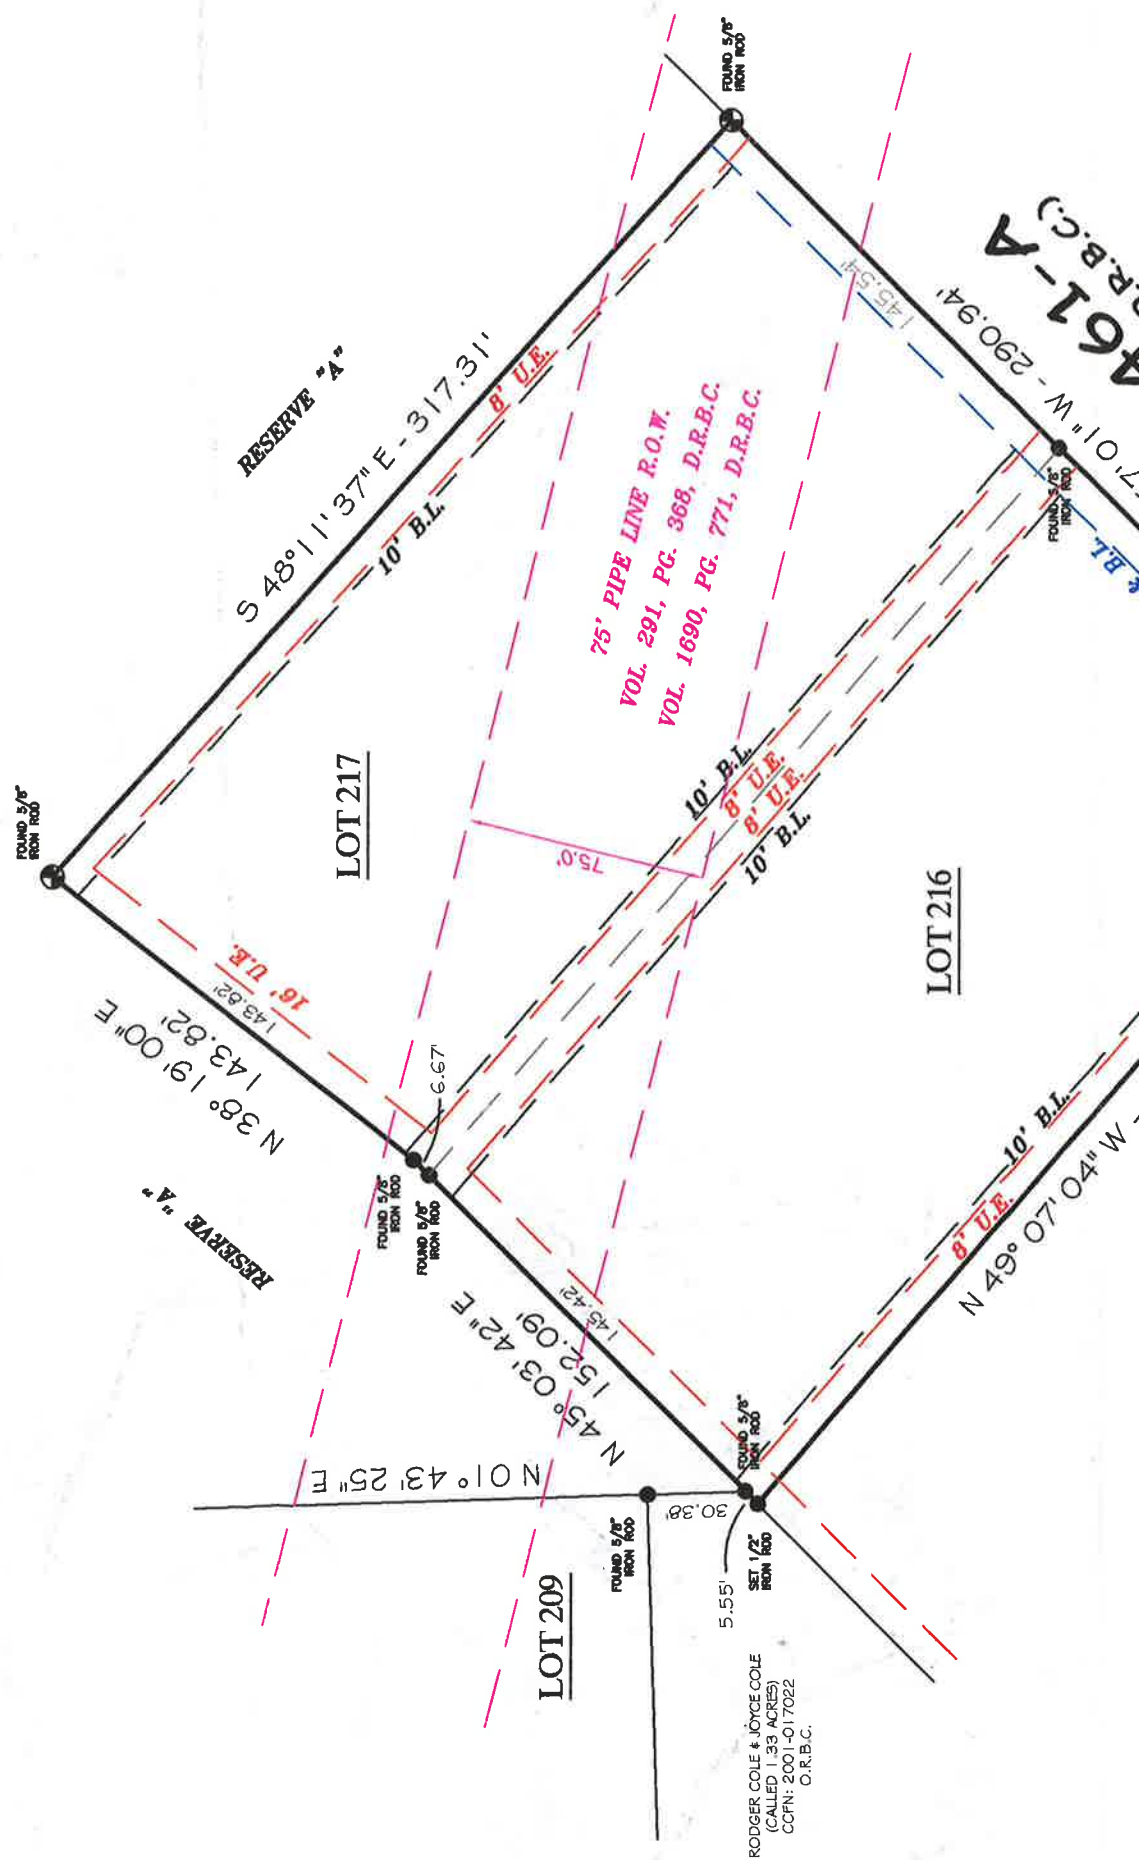 FOUND 5/8"
IRON ROD
FOUND 5/8"
IRON ROD
RESERVE "A"
S 48°11'37" E - 317.31'
8' U.E.
10' B.L.
75' PIPE LINE R.O.W.
VOL. 291, PG. 368, D.R.B.C.
VOL. 1690, PG. 771, D.R.B.C.
145.54'
7'01" W - 290.94'
461-A
.R.B.C.)
FOUND 5/8"
IRON ROD
& B.L.
LOT 217
75.0'
10' B.L.
8' U.E.
8' U.E.
10' B.L.
LOT 216
16' U.E.
143.82'
N 38° 19' 00" E
143.82'
6.67'
RESERVE "A"
FOUND 5/8"
IRON ROD
FOUND 5/8"
IRON ROD
N 45° 03' 42" E
152.09'
145.42'
10' B.L.
8' U.E.
N 49° 07' 04" W -
N 01° 43' 25" E
30.38'
FOUND 5/8"
IRON ROD
FOUND 5/8"
IRON ROD
SET 1/2"
IRON ROD
5.55'
LOT 209
RODGER COLE & JOYCE COLE
(CALLED 1.33 ACRES)
CCFN: 2001-017022
O.R.B.C.